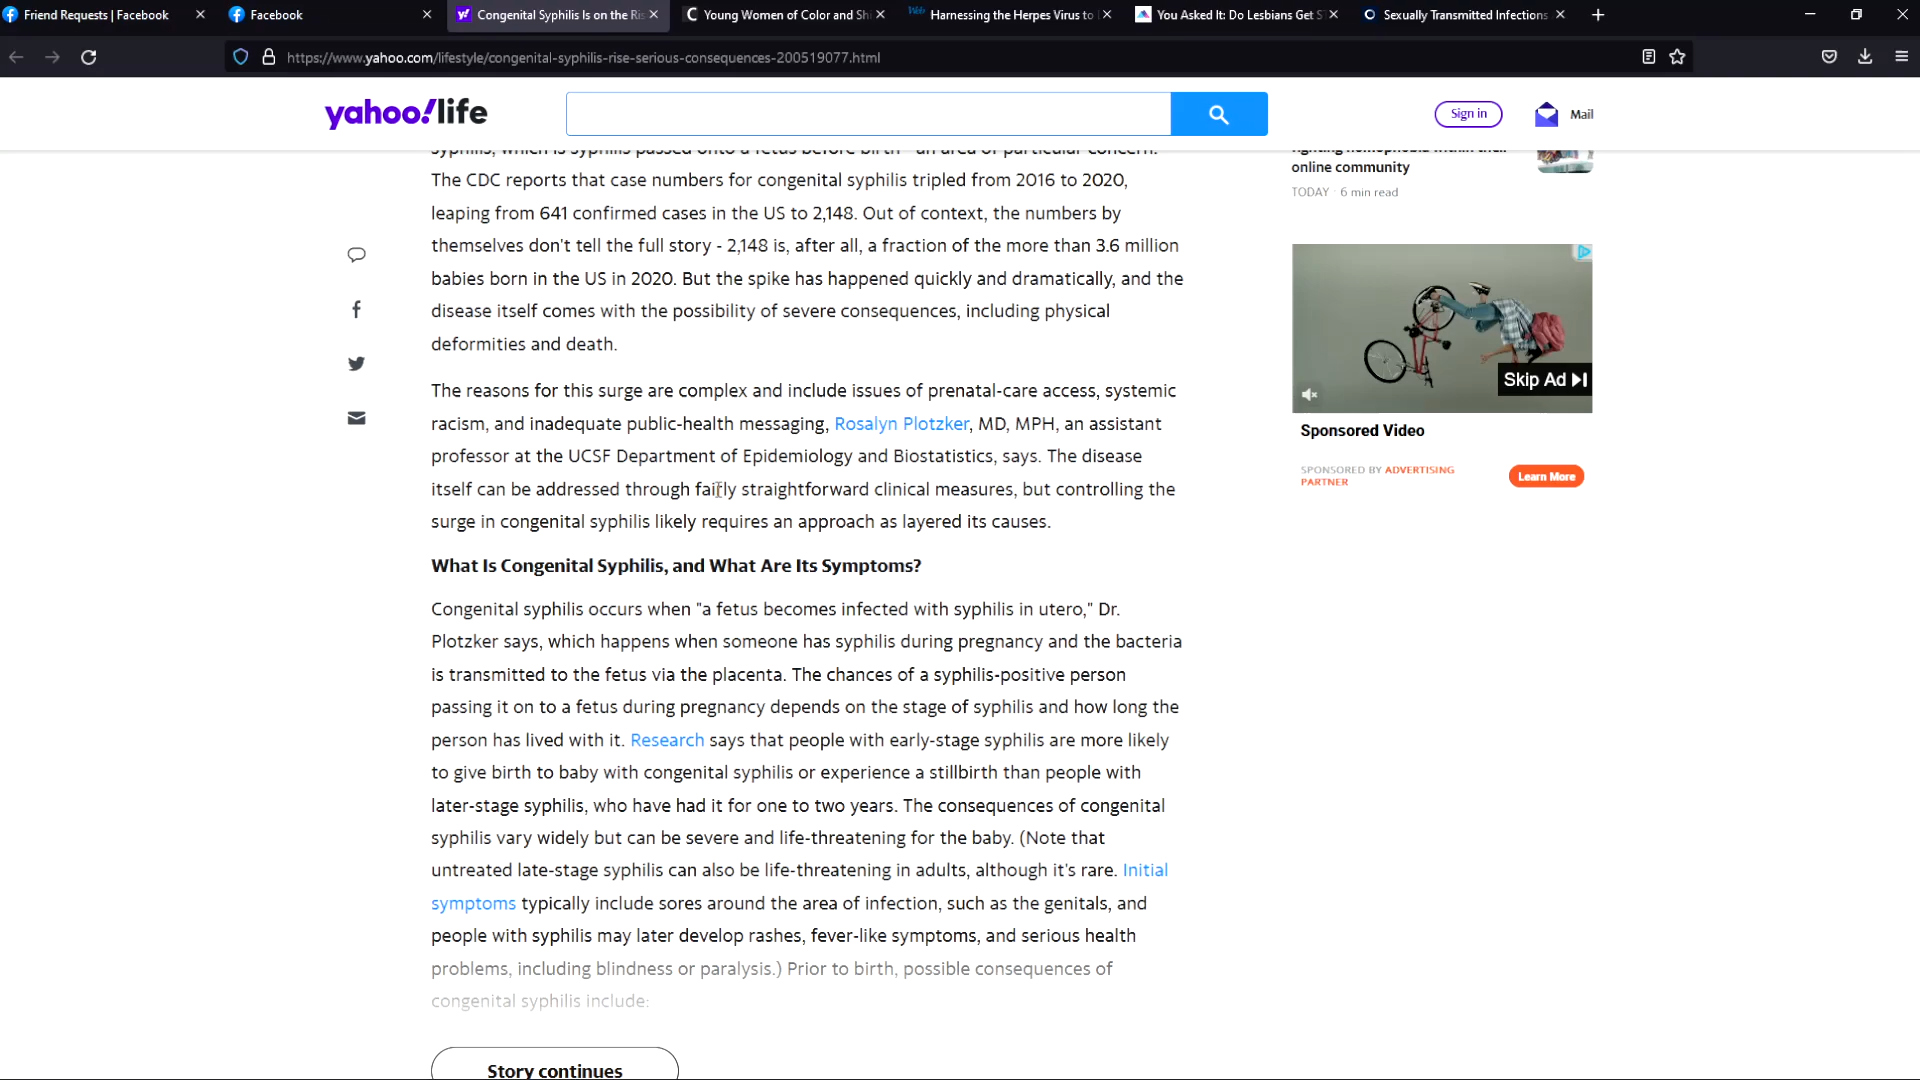 Friend Requests | Facebook
Facebook
Congenital Syphilis Is on the Ris
Young Women of Color and Sh
Harnessing the Herpes Virus to
You Asked It: Do Lesbians Get S
Sexually Transmitted Infections
https://www.yahoo.com/lifestyle/congenital-syphilis-rise-serious-consequences-200519077.html
yahoo!life
Sign in
Mail
syphilis, which is syphilis passed onto a fetus before birth - an area of particular concern.
The CDC reports that case numbers for congenital syphilis tripled from 2016 to 2020,
leaping from 641 confirmed cases in the US to 2,148. Out of context, the numbers by
themselves don't tell the full story - 2,148 is, after all, a fraction of the more than 3.6 million
babies born in the US in 2020. But the spike has happened quickly and dramatically, and the
disease itself comes with the possibility of severe consequences, including physical
deformities and death.
The reasons for this surge are complex and include issues of prenatal-care access, systemic
racism, and inadequate public-health messaging, Rosalyn Plotzker, MD, MPH, an assistant
professor at the UCSF Department of Epidemiology and Biostatistics, says. The disease
itself can be addressed through fairly straightforward clinical measures, but controlling the
surge in congenital syphilis likely requires an approach as layered its causes.
What Is Congenital Syphilis, and What Are Its Symptoms?
Congenital syphilis occurs when "a fetus becomes infected with syphilis in utero," Dr.
Plotzker says, which happens when someone has syphilis during pregnancy and the bacteria
is transmitted to the fetus via the placenta. The chances of a syphilis-positive person
passing it on to a fetus during pregnancy depends on the stage of syphilis and how long the
person has lived with it. Research says that people with early-stage syphilis are more likely
to give birth to baby with congenital syphilis or experience a stillbirth than people with
later-stage syphilis, who have had it for one to two years. The consequences of congenital
syphilis vary widely but can be severe and life-threatening for the baby. (Note that
untreated late-stage syphilis can also be life-threatening in adults, although it's rare. Initial
symptoms typically include sores around the area of infection, such as the genitals, and
people with syphilis may later develop rashes, fever-like symptoms, and serious health
problems, including blindness or paralysis.) Prior to birth, possible consequences of
congenital syphilis include:
Story continues
fighting homophobia within their
online community
TODAY · 6 min read
Skip Ad
Sponsored Video
SPONSORED BY ADVERTISING
PARTNER
Learn More